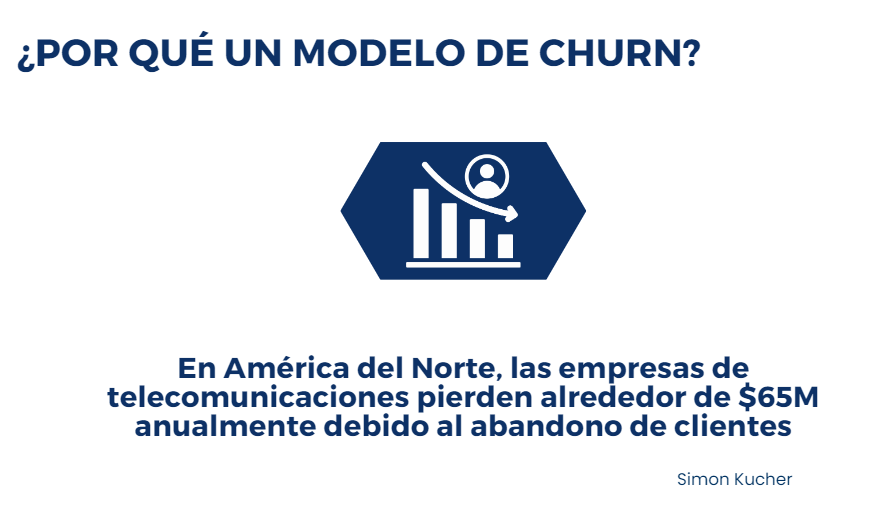 ¿POR QUÉ UN MODELO DE CHURN?
En América del Norte, las empresas de
telecomunicaciones pierden alrededor de $65M
anualmente debido al abandono de clientes
Simon Kucher